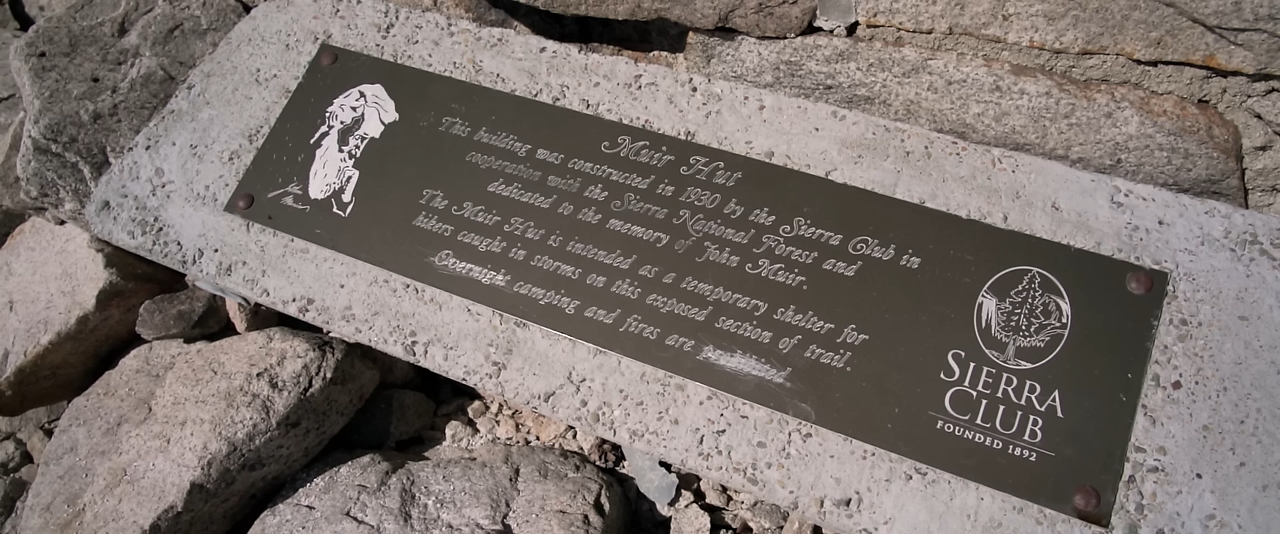 Muir Hut
This building was constructed in 1930 by the Sierra Club in
cooperation with the Sierra National Forest and
dedicated to the memory of John Muir.
The Muir Hut is intended as a temporary shelter for
hikers caught in storms on this exposed section of trail.
Overnight camping and fires are
SIERRA
CLUB
FOUNDED 1892